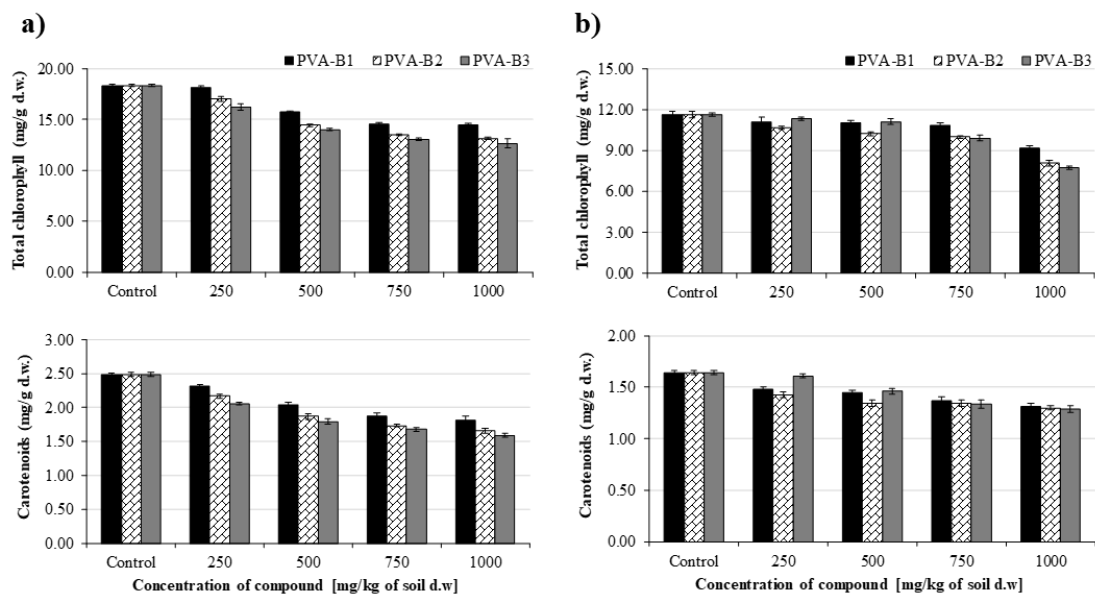 a)
PVA-B1 PVA-B2 PVA-B3
Total chlorophyll (mg/g d.w.)
20.00
15.00
10.00
5.00
0.00
Control 250 500 750 1000
Carotenoids (mg/g d.w.)
3.00
2.50
2.00
1.50
1.00
0.50
0.00
Control 250 500 750 1000
Concentration of compound [mg/kg of soil d.w]
b)
PVA-B1 PVA-B2 PVA-B3
Total chlorophyll (mg/g d.w.)
15.00
12.00
9.00
6.00
3.00
0.00
Control 250 500 750 1000
Carotenoids (mg/g d.w.)
2.00
1.50
1.00
0.50
0.00
Control 250 500 750 1000
Concentration of compound [mg/kg of soil d.w]